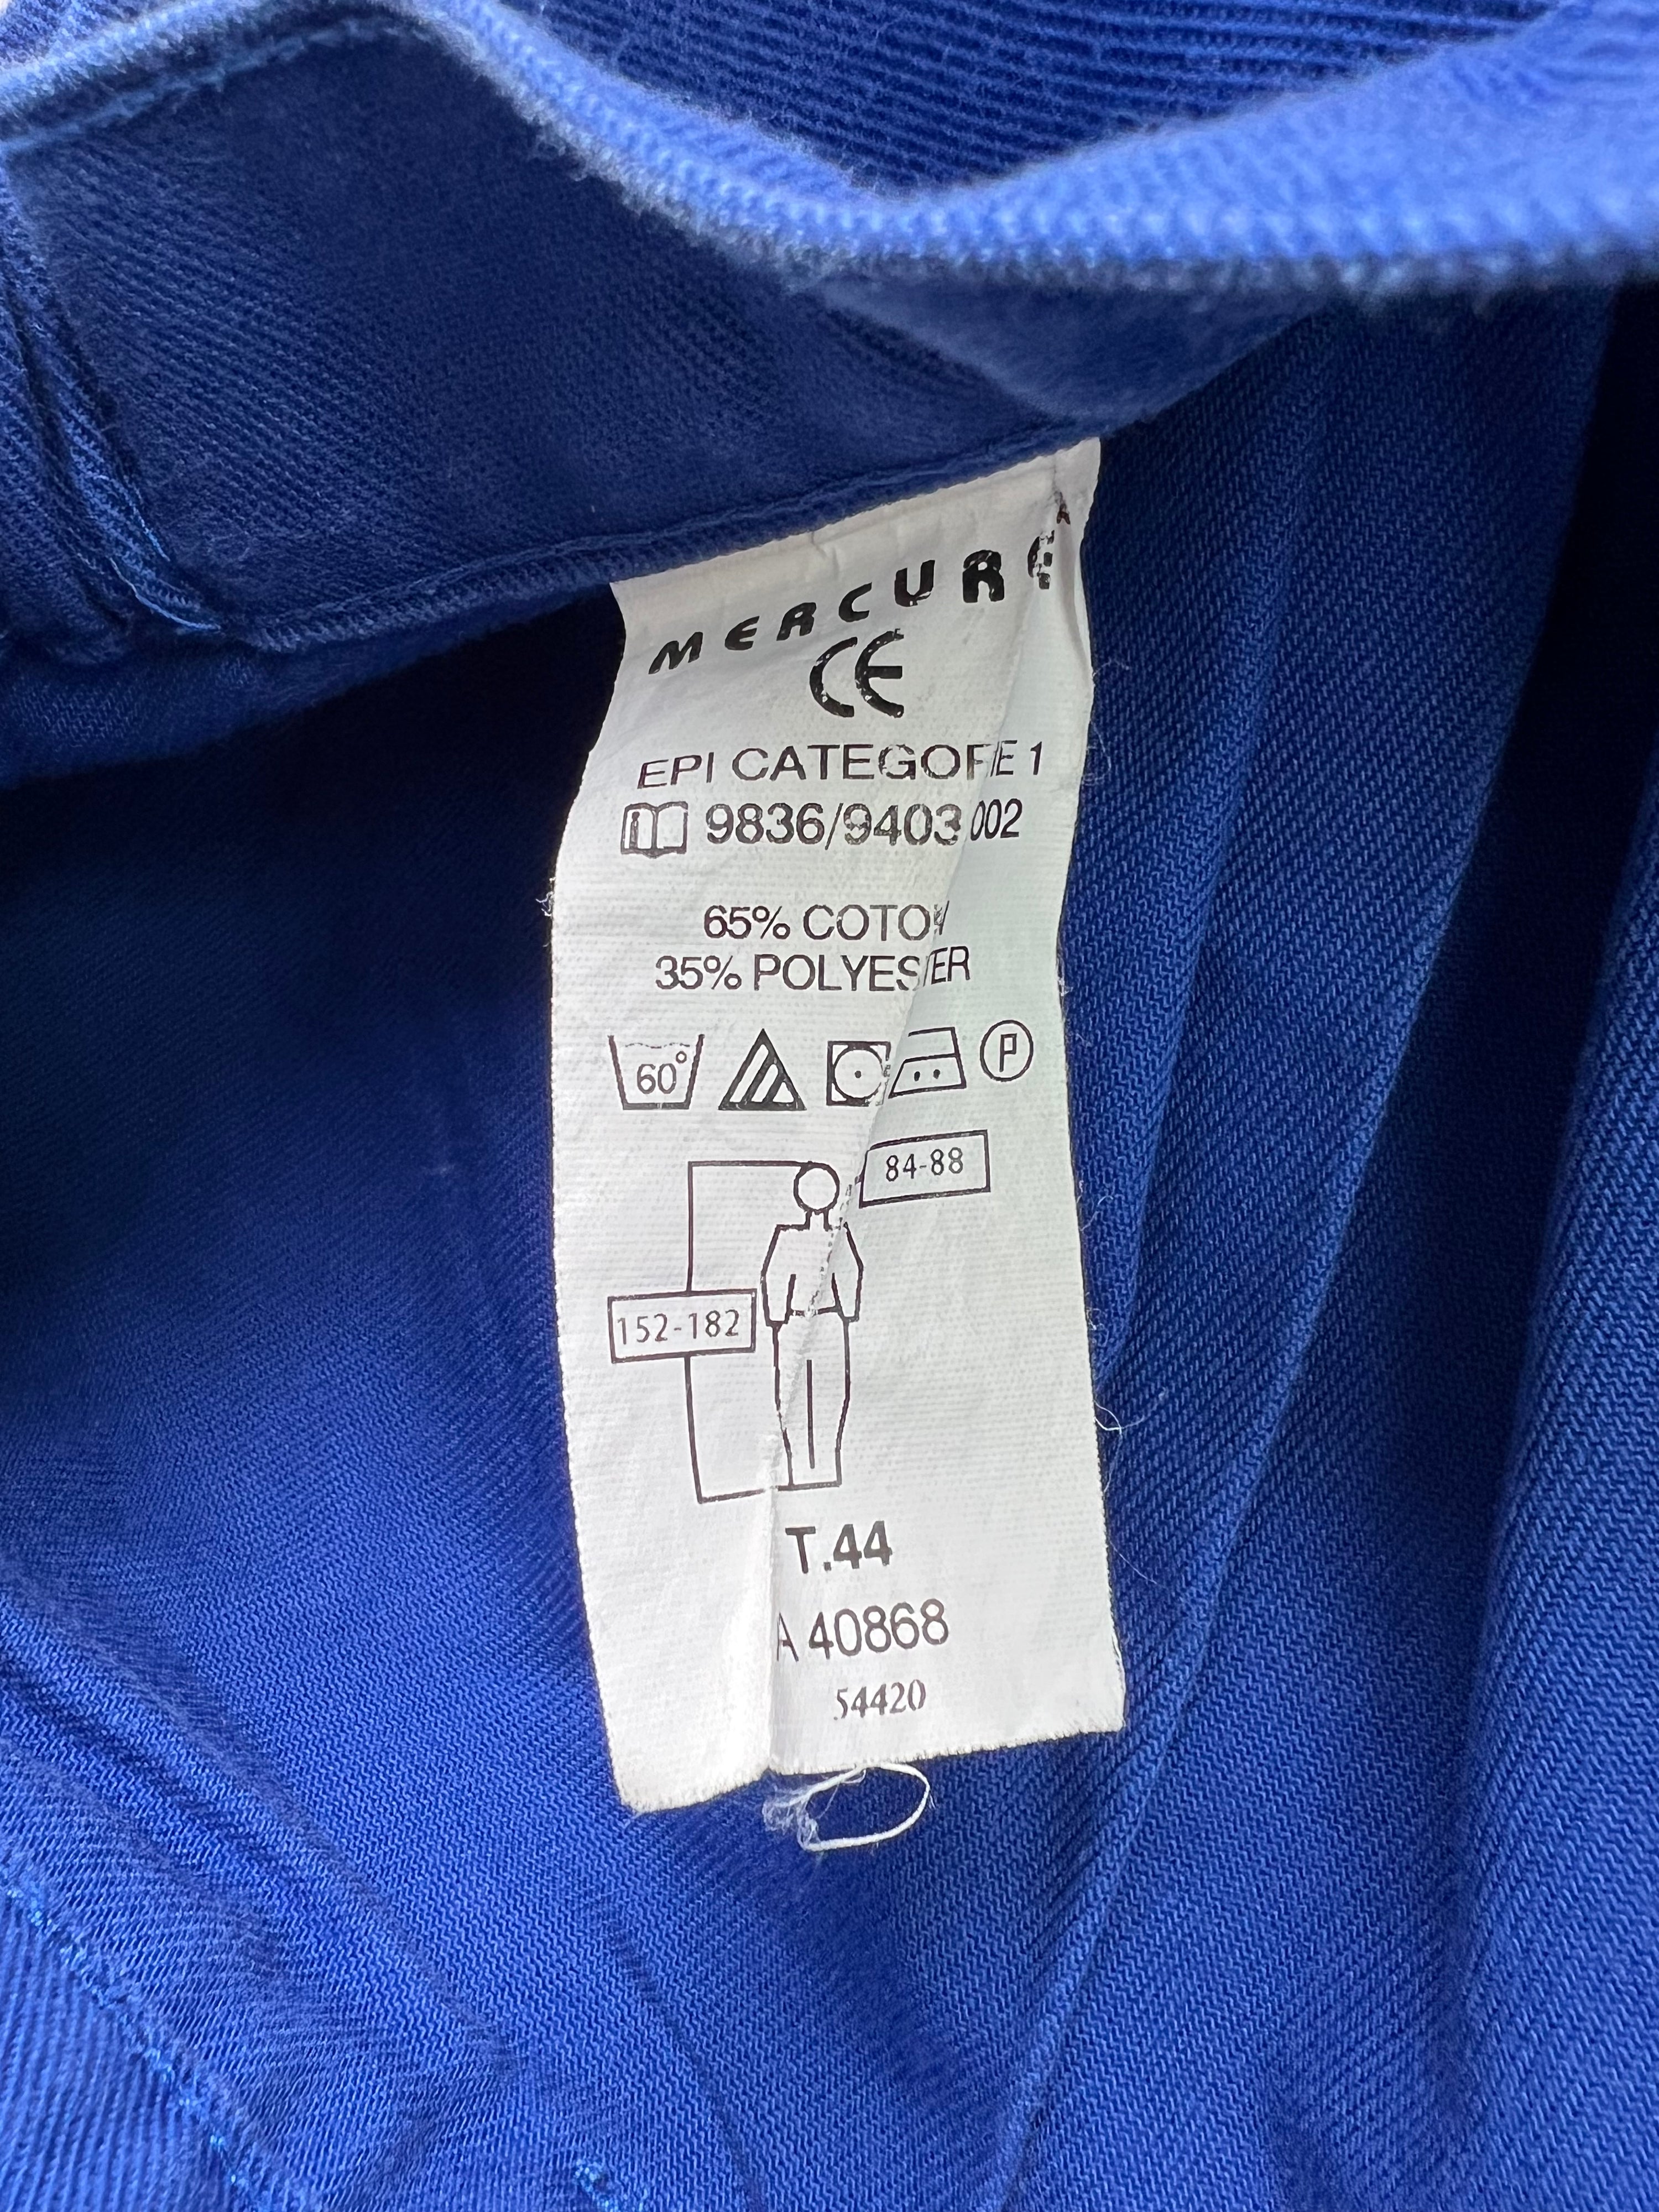 MERCURE
CE
EPI CATEGORIE 1
9836/9403 002
65% COTON
35% POLYESTER
60°
P
84-88
152-182
T.44
A 40868
54420